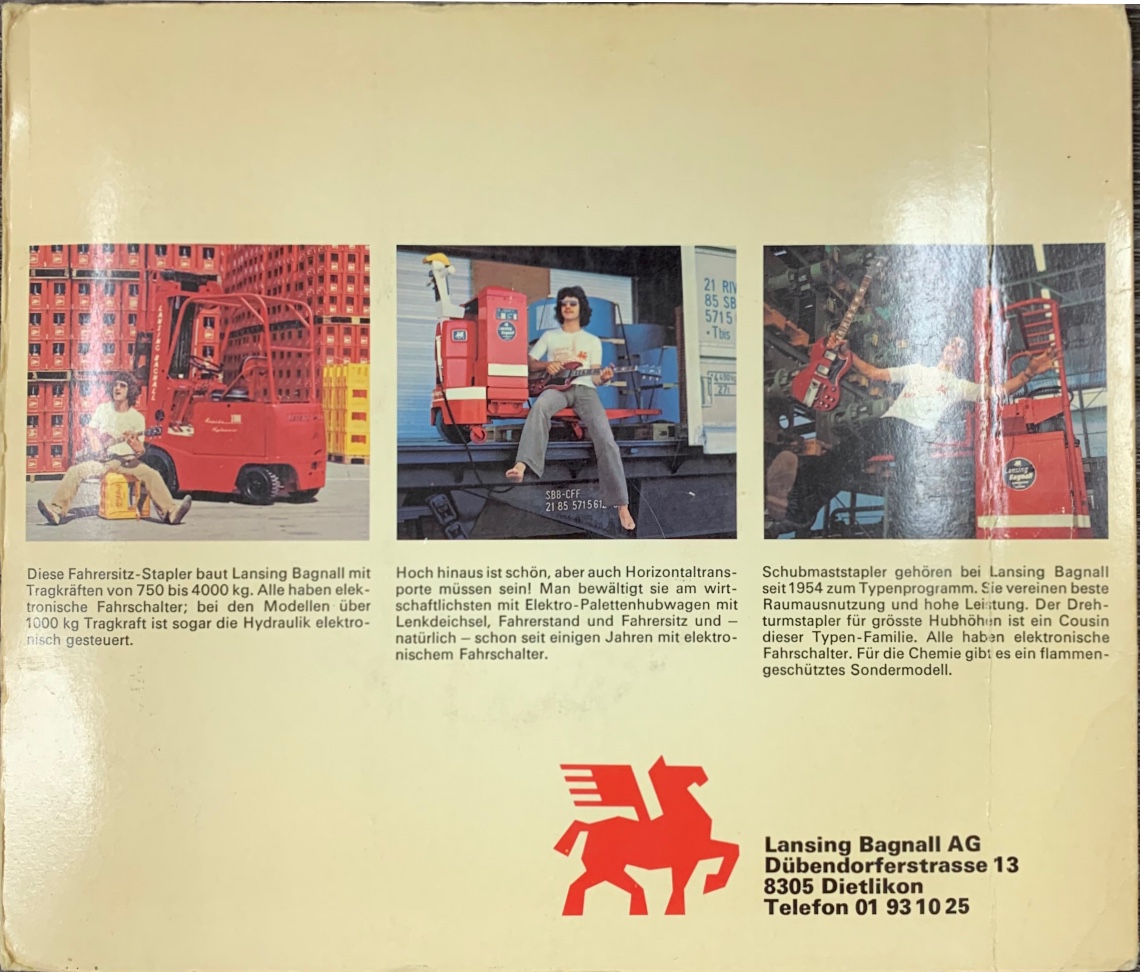 LANSING BAGNALL
21 RIV
85 SB
5715
• Tbis
SBB-CFF
21 85 571561
Lansing
Bagnall
Diese Fahrersitz-Stapler baut Lansing Bagnall mit
Tragkräften von 750 bis 4000 kg. Alle haben elek-
tronische Fahrschalter; bei den Modellen über
1000 kg Tragkraft ist sogar die Hydraulik elektro-
nisch gesteuert.
Hoch hinaus ist schön, aber auch Horizontaltrans-
porte müssen sein! Man bewältigt sie am wirt-
schaftlichsten mit Elektro-Palettenhubwagen mit
Lenkdeichsel, Fahrerstand und Fahrersitz und –
natürlich – schon seit einigen Jahren mit elektro-
nischem Fahrschalter.
Schubmaststapler gehören bei Lansing Bagnall
seit 1954 zum Typenprogramm. Sie vereinen beste
Raumausnutzung und hohe Leistung. Der Dreh-
turmstapler für grösste Hubhöhen ist ein Cousin
dieser Typen-Familie. Alle haben elektronische
Fahrschalter. Für die Chemie gibt es ein flammen-
geschütztes Sondermodell.
Lansing Bagnall AG
Dübendorferstrasse 13
8305 Dietlikon
Telefon 01 93 10 25